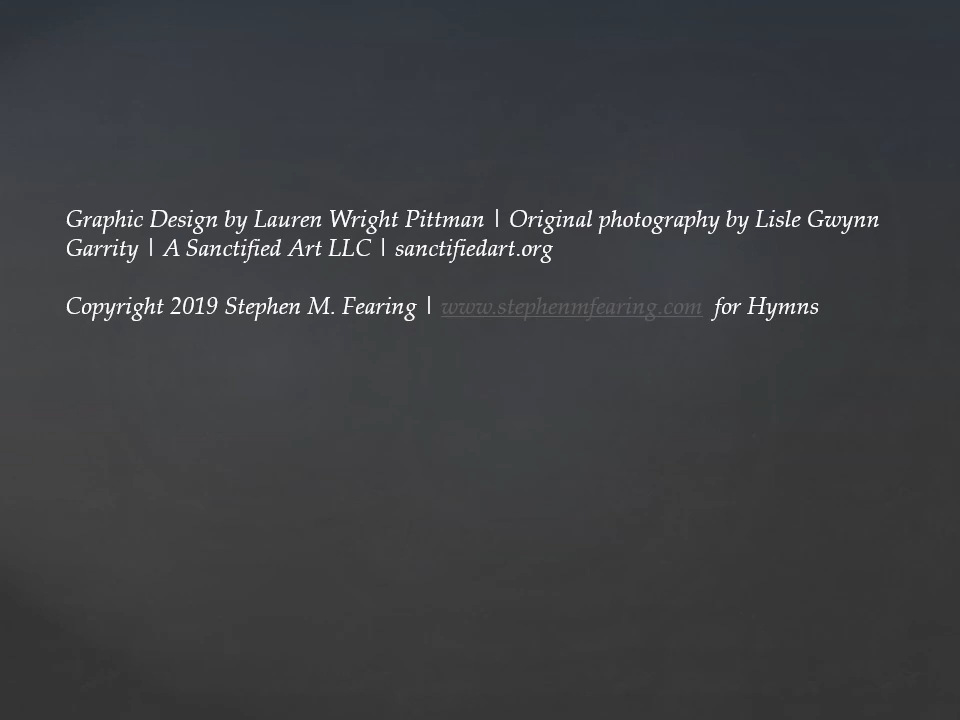 Graphic Design by Lauren Wright Pittman | Original photography by Lisle Gwynn
Garrity | A Sanctified Art LLC | sanctifiedart.org
Copyright 2019 Stephen M. Fearing | www.stephenmfearing.com for Hymns